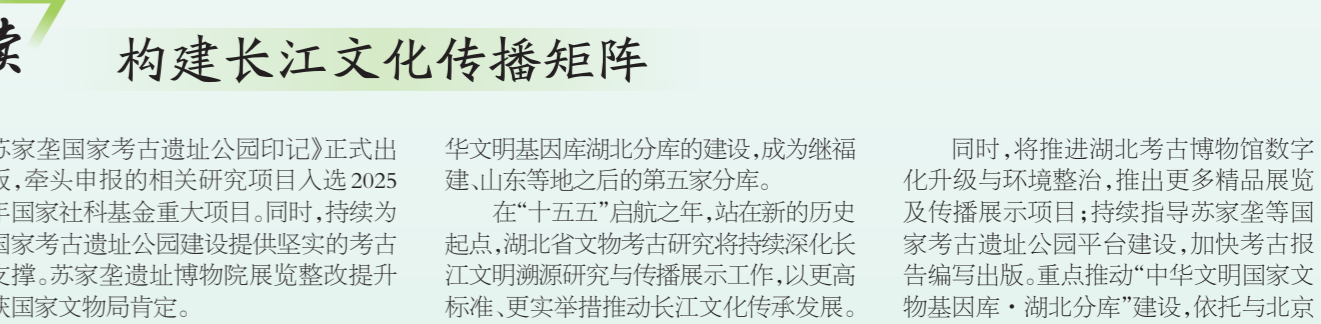 读
构建长江文化传播矩阵
苏家垄国家考古遗址公园印记》正式出
版,牵头申报的相关研究项目入选2025
年国家社科基金重大项目。同时,持续为
国家考古遗址公园建设提供坚实的考古
支撑。苏家垄遗址博物院展览整改提升
获国家文物局肯定。
华文明基因库湖北分库的建设,成为继福
建、山东等地之后的第五家分库。
在“十五五”启航之年,站在新的历史
起点,湖北省文物考古研究将持续深化长
江文明溯源研究与传播展示工作,以更高
标准、更实举措推动长江文化传承发展。
同时,将推进湖北考古博物馆数字
化升级与环境整治,推出更多精品展览
及传播展示项目;持续指导苏家垄等国
家考古遗址公园平台建设,加快考古报
告编写出版。重点推动“中华文明国家文
物基因库·湖北分库”建设,依托与北京